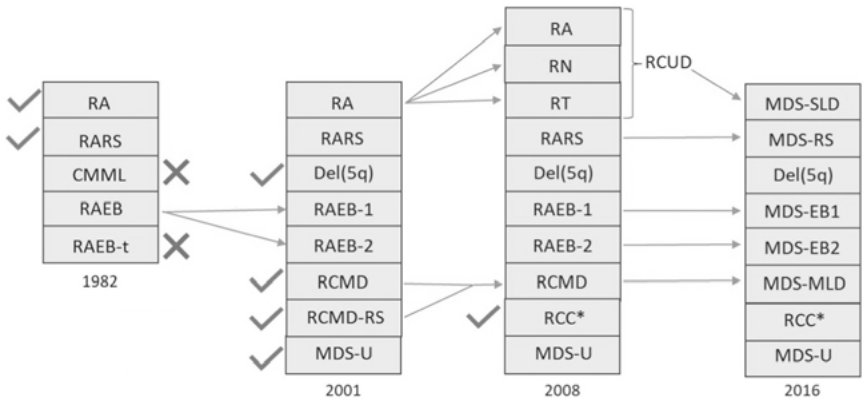 RA
RARS
CMML
RAEB
RAEB-t
1982
RA
RARS
Del(5q)
RAEB-1
RAEB-2
RCMD
RCMD-RS
MDS-U
2001
RA
RN
RT
RCUD
RARS
Del(5q)
RAEB-1
RAEB-2
RCMD
RCC*
MDS-U
2008
MDS-SLD
MDS-RS
Del(5q)
MDS-EB1
MDS-EB2
MDS-MLD
RCC*
MDS-U
2016